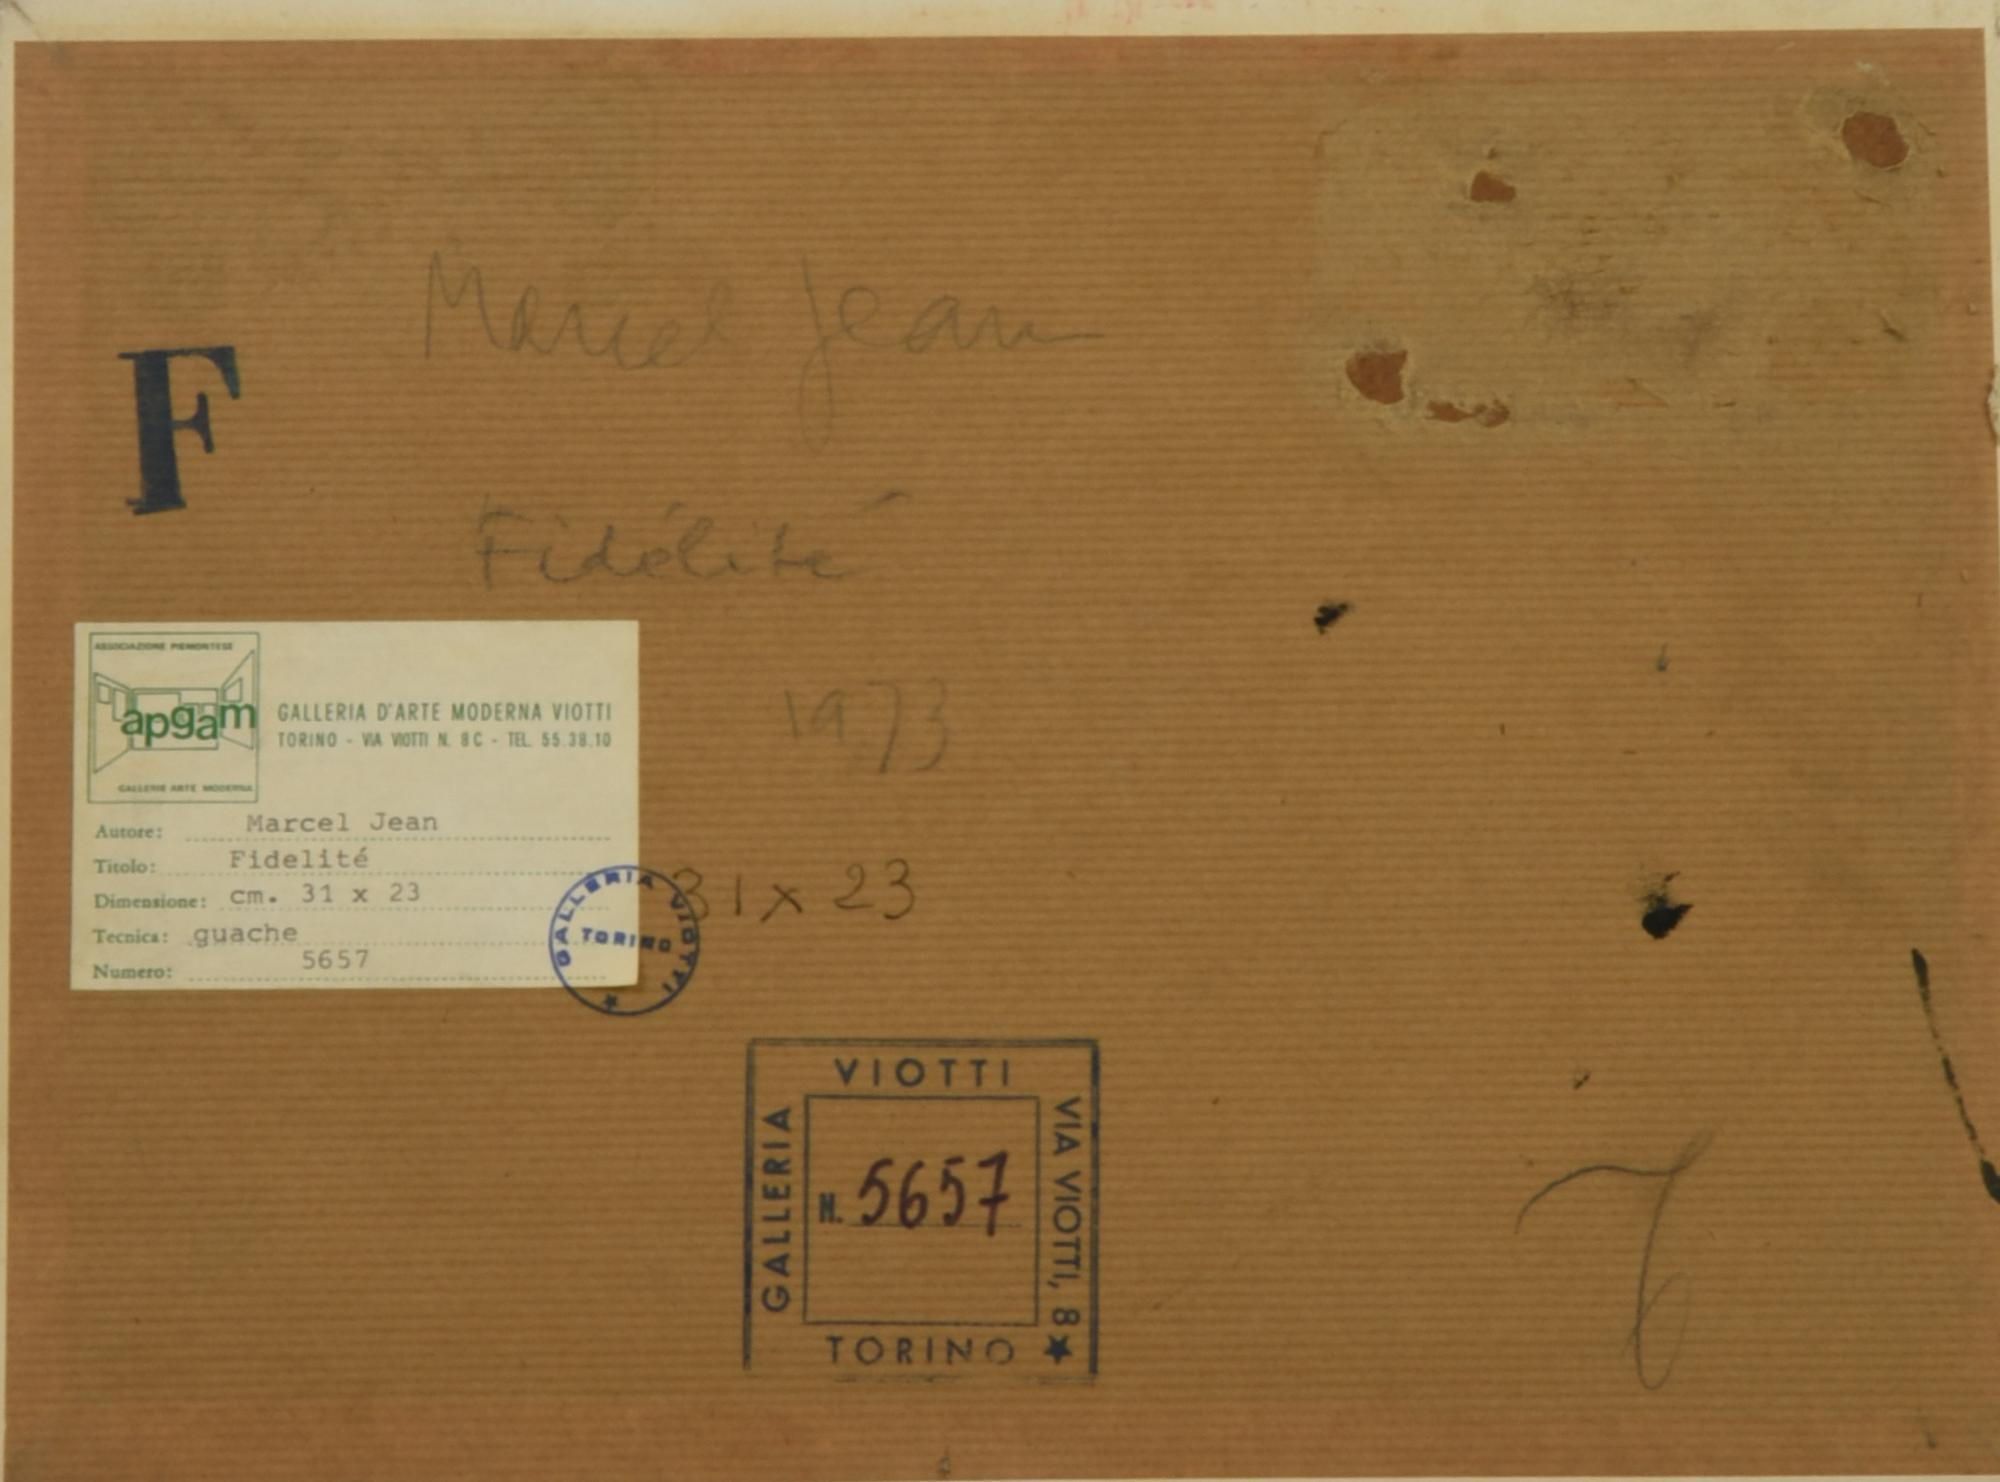 Marcel Jean
F
Fidélité
ASSOCIAZIONE PIEMONTESE
apgam
GALLERIE ARTE MODERNA
GALLERIA D'ARTE MODERNA VIOTTI
TORINO - VIA VIOTTI N. 8C - TEL. 55.38.10
1973
Autore: Marcel Jean
Titolo: Fidelité
Dimensione: cm. 31 x 23
Tecnica: guache
Numero: 5657
GALLERIA VIOTTI
TORINO
31 x 23
VIOTTI
GALLERIA
N. 5657
VIA VIOTTI, 8
TORINO